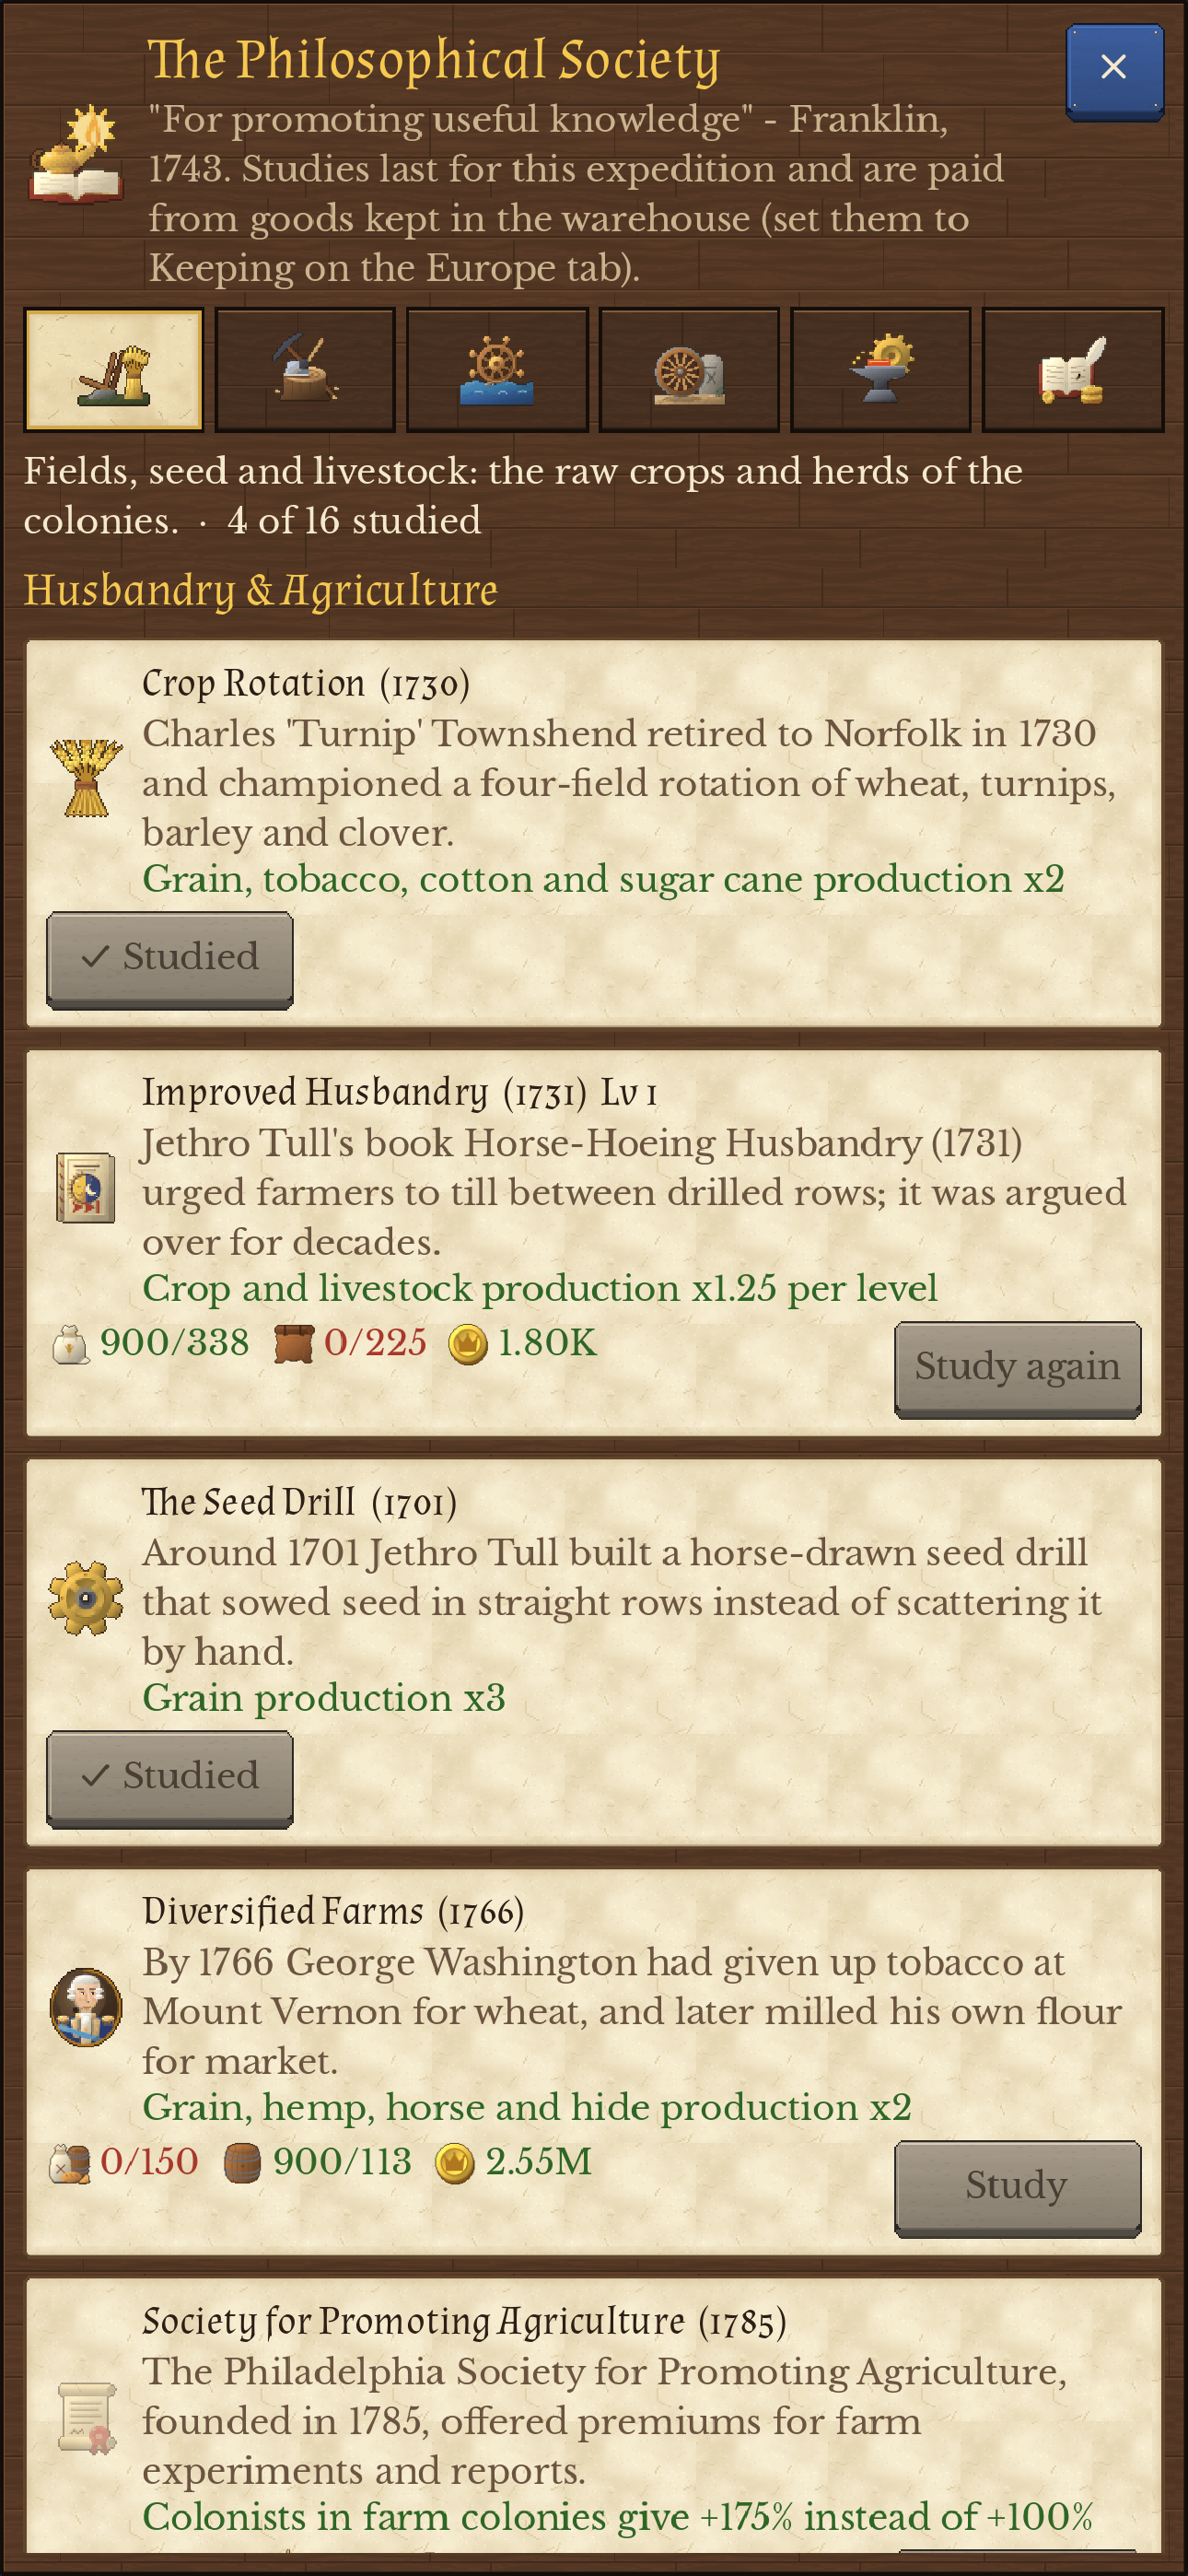 The Philosophical Society
"For promoting useful knowledge" - Franklin,
1743. Studies last for this expedition and are paid
from goods kept in the warehouse (set them to
Keeping on the Europe tab).
Fields, seed and livestock: the raw crops and herds of the
colonies. · 4 of 16 studied
Husbandry & Agriculture
Crop Rotation (1730)
Charles 'Turnip' Townshend retired to Norfolk in 1730
and championed a four-field rotation of wheat, turnips,
barley and clover.
Grain, tobacco, cotton and sugar cane production x2
✓ Studied
Improved Husbandry (1731) Lv 1
Jethro Tull's book Horse-Hoeing Husbandry (1731)
urged farmers to till between drilled rows; it was argued
over for decades.
Crop and livestock production x1.25 per level
900/338 0/225 1.80K
Study again
The Seed Drill (1701)
Around 1701 Jethro Tull built a horse-drawn seed drill
that sowed seed in straight rows instead of scattering it
by hand.
Grain production x3
✓ Studied
Diversified Farms (1766)
By 1766 George Washington had given up tobacco at
Mount Vernon for wheat, and later milled his own flour
for market.
Grain, hemp, horse and hide production x2
0/150 900/113 2.55M
Study
Society for Promoting Agriculture (1785)
The Philadelphia Society for Promoting Agriculture,
founded in 1785, offered premiums for farm
experiments and reports.
Colonists in farm colonies give +175% instead of +100%